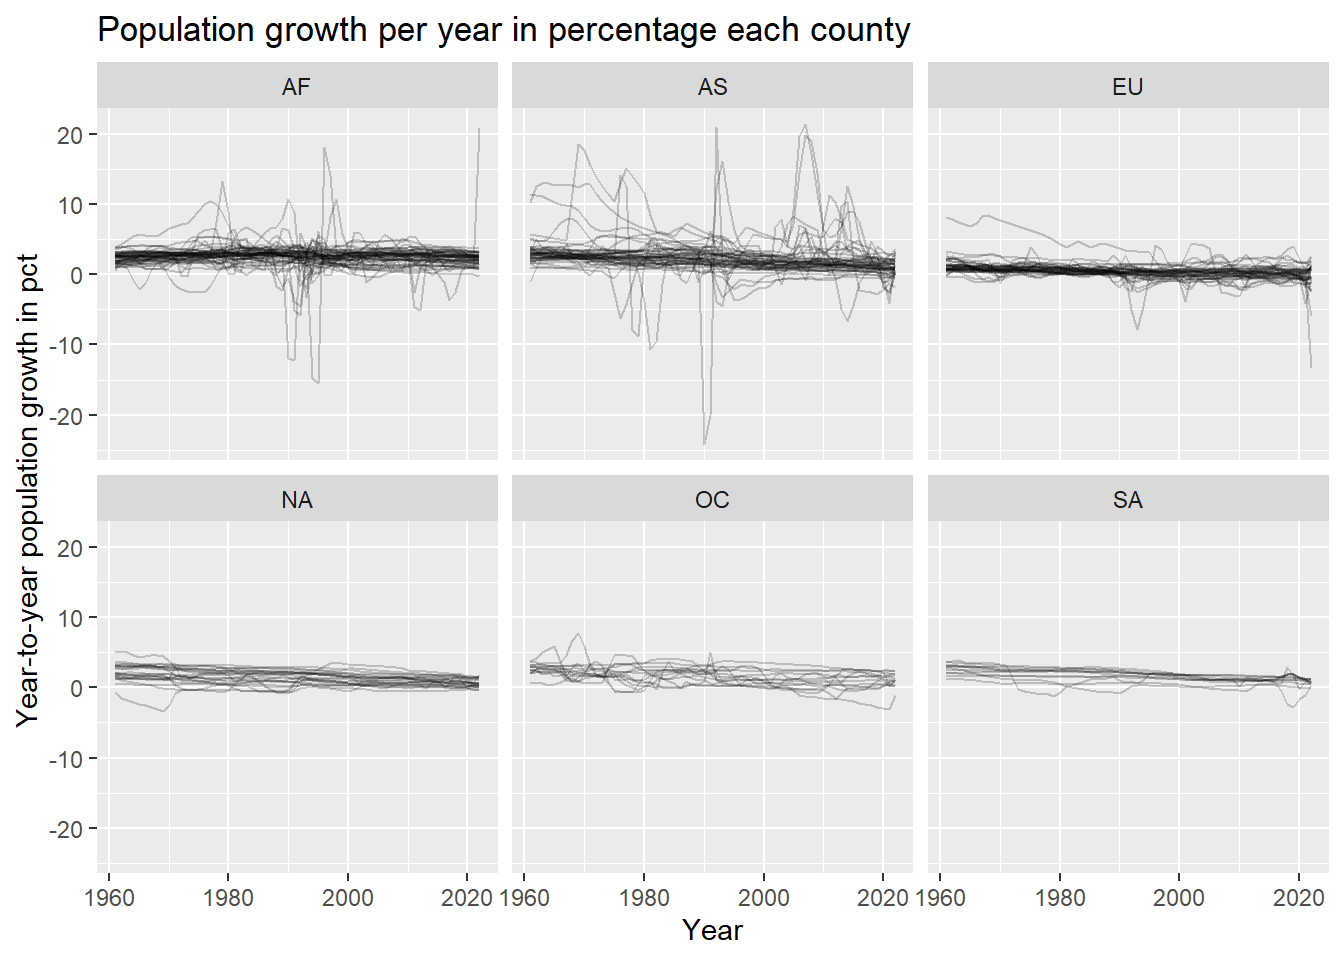 Population growth per year in percentage each county
AF
AS
EU
20
10
0
-10
-20
NA
OC
SA
20
10
0
-10
-20
1960 1980 2000 2020 1960 1980 2000 2020 1960 1980 2000 2020
Year
Year-to-year population growth in pct